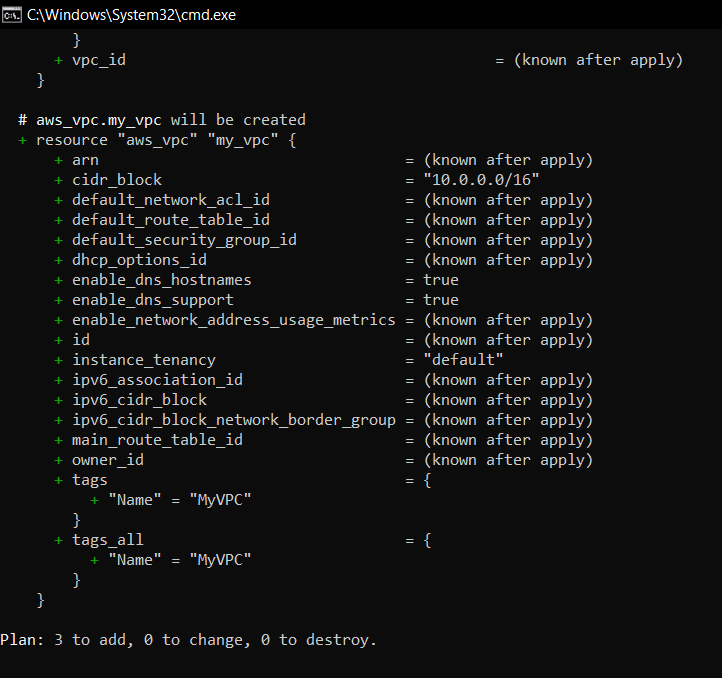 C:\Windows\System32\cmd.exe
}
+ vpc_id = (known after apply)
}
# aws_vpc.my_vpc will be created
+ resource "aws_vpc" "my_vpc" {
+ arn = (known after apply)
+ cidr_block = "10.0.0.0/16"
+ default_network_acl_id = (known after apply)
+ default_route_table_id = (known after apply)
+ default_security_group_id = (known after apply)
+ dhcp_options_id = (known after apply)
+ enable_dns_hostnames = true
+ enable_dns_support = true
+ enable_network_address_usage_metrics = (known after apply)
+ id = (known after apply)
+ instance_tenancy = "default"
+ ipv6_association_id = (known after apply)
+ ipv6_cidr_block = (known after apply)
+ ipv6_cidr_block_network_border_group = (known after apply)
+ main_route_table_id = (known after apply)
+ owner_id = (known after apply)
+ tags = {
+ "Name" = "MyVPC"
}
+ tags_all = {
+ "Name" = "MyVPC"
}
}
Plan: 3 to add, 0 to change, 0 to destroy.